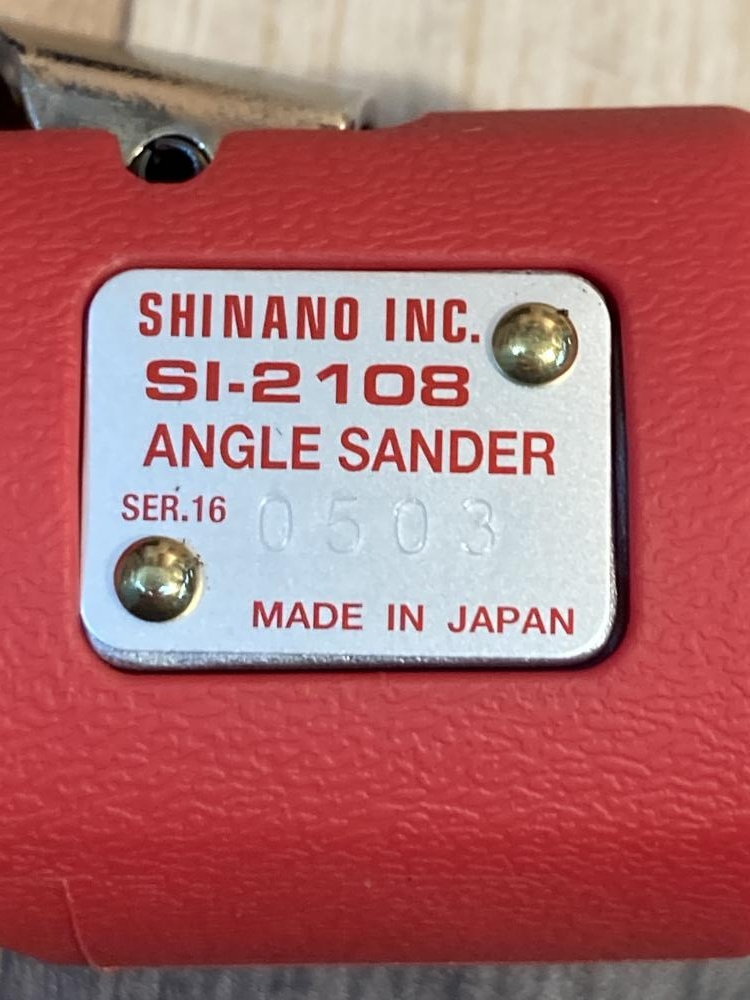 SHINANO INC.
SI-2108
ANGLE SANDER
SER.16 0503
MADE IN JAPAN